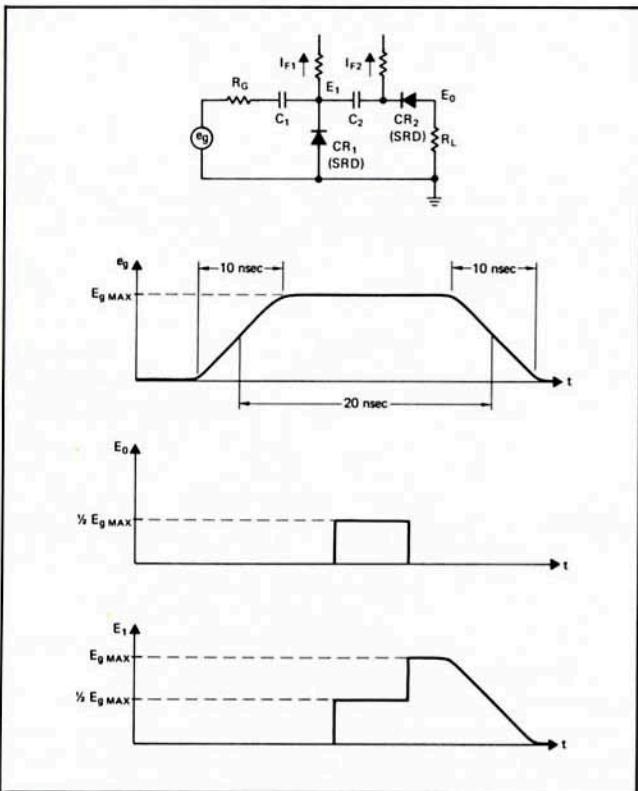 I_F1
I_F2
R_G
E_1
E_0
C_1
C_2
CR_2
(SRD)
e_g
CR_1
(SRD)
R_L
e_g
10 nsec
10 nsec
E_g MAX
t
20 nsec
E_0
½ E_g MAX
t
E_1
E_g MAX
½ E_g MAX
t